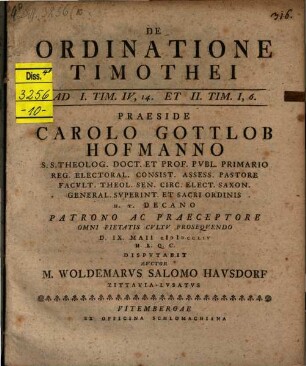 316.
DE
ORDINATIONE
TIMOTHEI
Diss.
3256
-10-
AD I. TIM. IV, 14. ET II. TIM. I, 6.
PRAESIDE
CAROLO GOTTLOB
HOFMANNO
S. S. THEOLOG. DOCT. ET PROF. PVBL. PRIMARIO
REG. ELECTORAL. CONSIST. ASSESS. PASTORE
FACVLT. THEOL. SEN. CIRC. ELECT. SAXON.
GENERAL. SVPERINT. ET SACRI ORDINIS
DECANO
PATRONO AC PRAECEPTORE
OMNI PIETATIS CVLTV PROSEQVENDO
D. IX. MAII
H. L. Q. C.
DISPVTABIT
AVCTOR
M. WOLDEMARVS SALOMO HAVSDORF
ZITTAVIA-LVSATVS
VITEMBERGAE
EX OFFICINA SCHLOMACHIANA